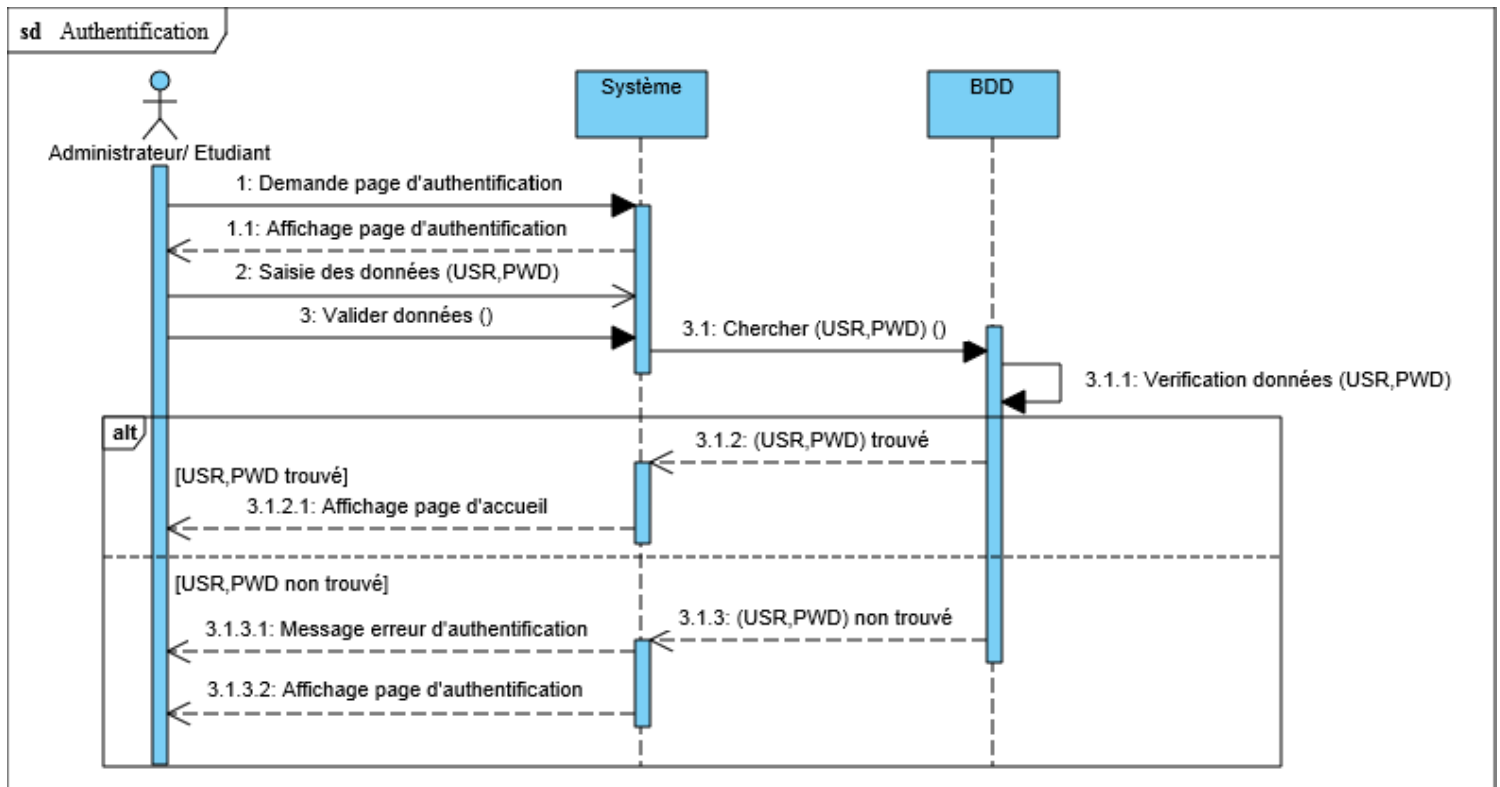 sd Authentification
Système
BDD
Administrateur/ Etudiant
1: Demande page d'authentification
1.1: Affichage page d'authentification
2: Saisie des données (USR,PWD)
3: Valider données ()
3.1: Chercher (USR,PWD) ()
3.1.1: Verification données (USR,PWD)
alt
3.1.2: (USR,PWD) trouvé
[USR,PWD trouvé]
3.1.2.1: Affichage page d'accueil
[USR,PWD non trouvé]
3.1.3: (USR,PWD) non trouvé
3.1.3.1: Message erreur d'authentification
3.1.3.2: Affichage page d'authentification